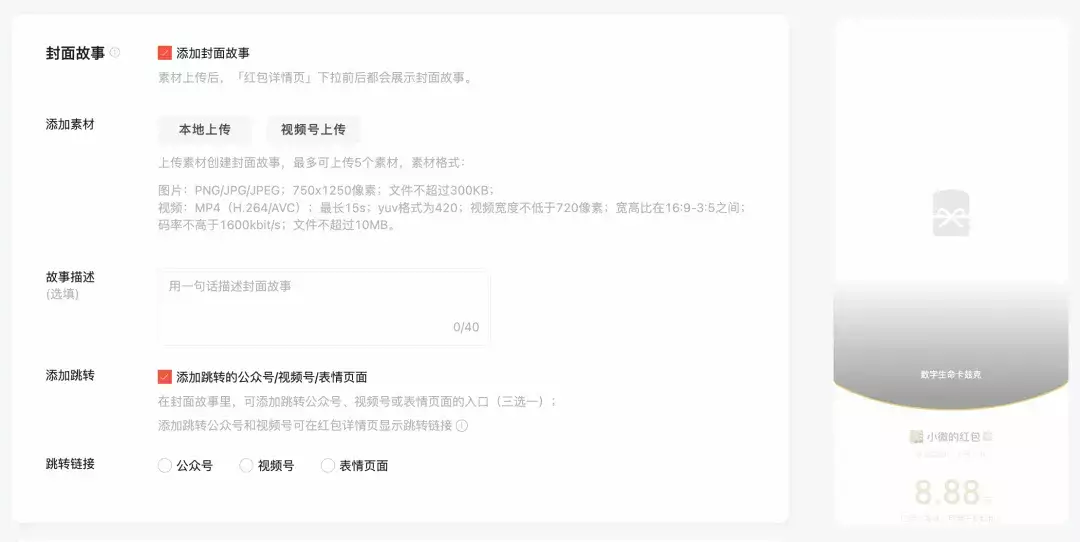 封面故事
添加封面故事
素材上传后，「红包详情页」下拉前后都会展示封面故事。
添加素材
本地上传 视频号上传
上传素材创建封面故事，最多可上传5个素材，素材格式：
图片：PNG/JPG/JPEG；750x1250像素；文件不超过300KB；
视频：MP4（H.264/AVC）；最长15s；yuv格式为420；视频宽度不低于720像素；宽高比在16:9-3:5之间；
码率不高于1600kbit/s；文件不超过10MB。
故事描述
(选填)
用一句话描述封面故事
0/40
添加跳转
添加跳转的公众号/视频号/表情页面
在封面故事里，可添加跳转公众号、视频号或表情页面的入口（三选一）；
添加跳转公众号和视频号可在红包详情页显示跳转链接
跳转链接
公众号 视频号 表情页面
数字生命卡兹克
小微的红包
8.88